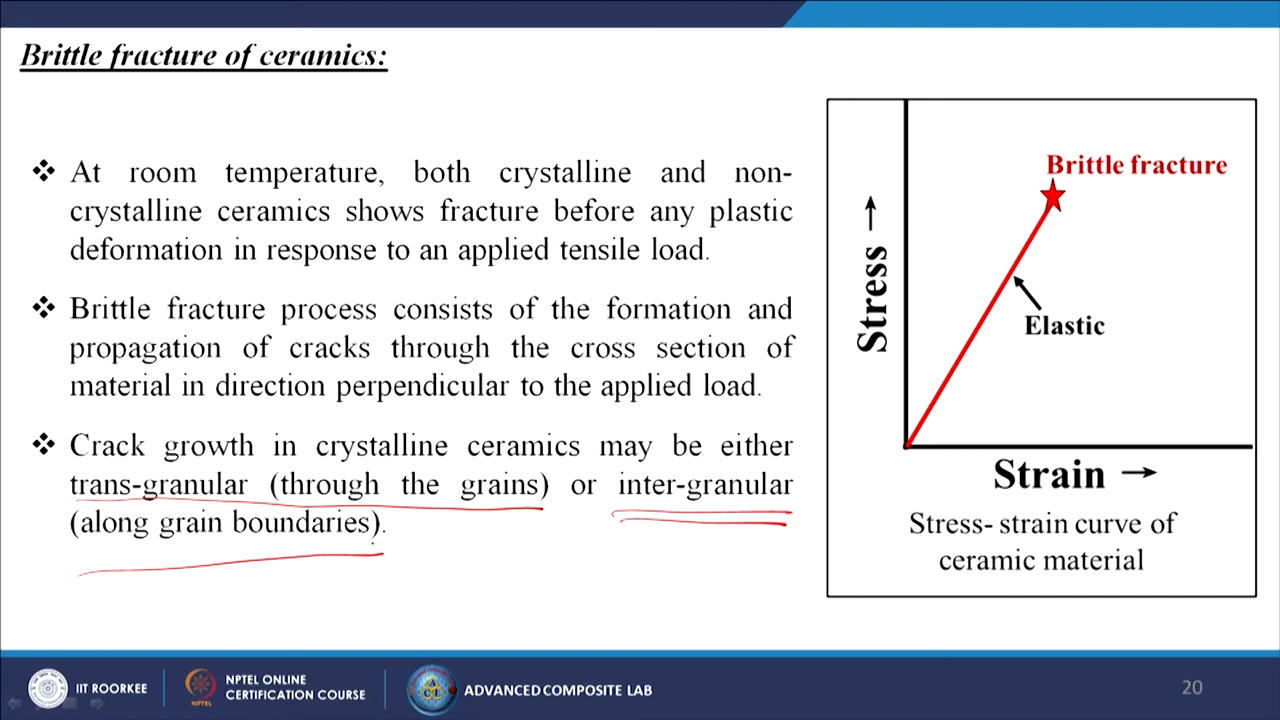 Brittle fracture of ceramics:
❖ At room temperature, both crystalline and non-
crystalline ceramics shows fracture before any plastic
deformation in response to an applied tensile load.
❖ Brittle fracture process consists of the formation and
propagation of cracks through the cross section of
material in direction perpendicular to the applied load.
❖ Crack growth in crystalline ceramics may be either
trans-granular (through the grains) or inter-granular
(along grain boundaries).
Brittle fracture
Stress →
Elastic
Strain →
Stress- strain curve of
ceramic material
IIT ROORKEE
NPTEL
NPTEL ONLINE
CERTIFICATION COURSE
ACL
ADVANCED COMPOSITE LAB
20